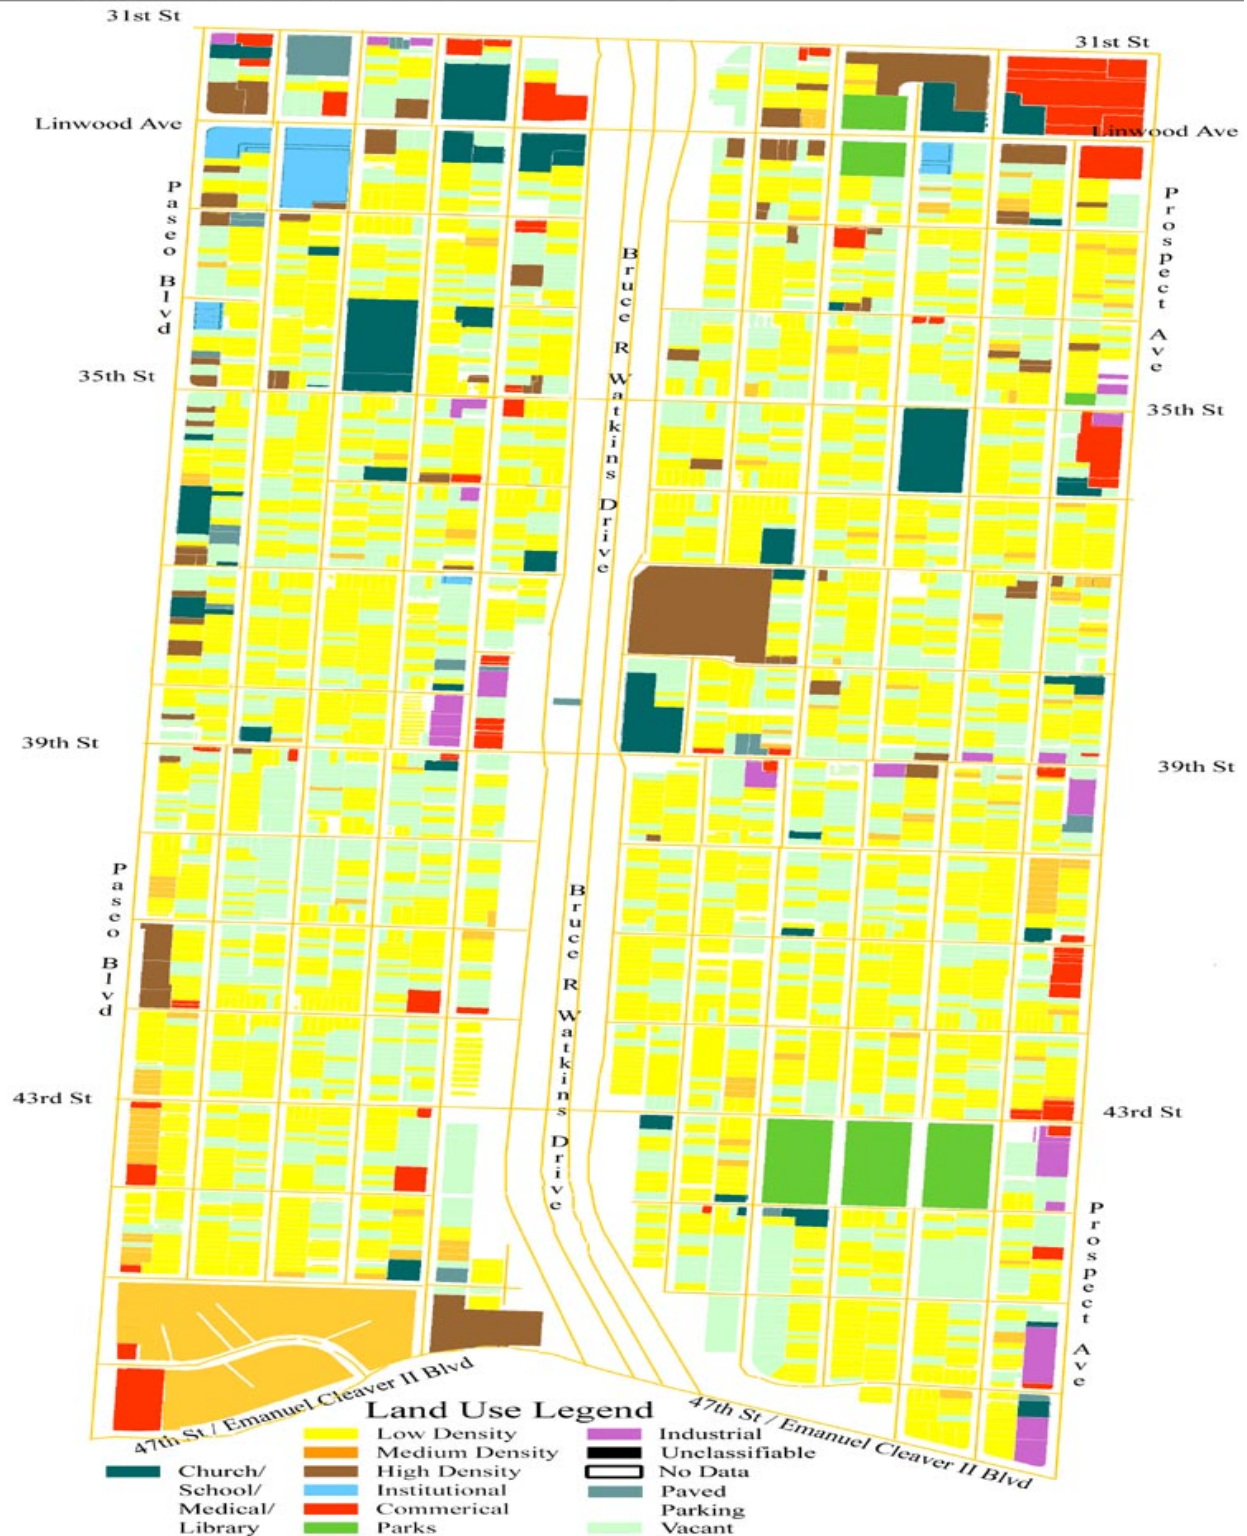 31st St
31st St
Linwood Ave
Linwood Ave
Paseo Blvd
Prospect Ave
Bruce R Watkins Drive
35th St
35th St
39th St
39th St
Paseo Blvd
Bruce R Watkins Drive
43rd St
43rd St
Prospect Ave
47th St / Emanuel Cleaver II Blvd
47th St / Emanuel Cleaver II Blvd
Land Use Legend
Church/
School/
Medical/
Library
Low Density
Medium Density
High Density
Institutional
Commerical
Parks
Industrial
Unclassifiable
No Data
Paved
Parking
Vacant